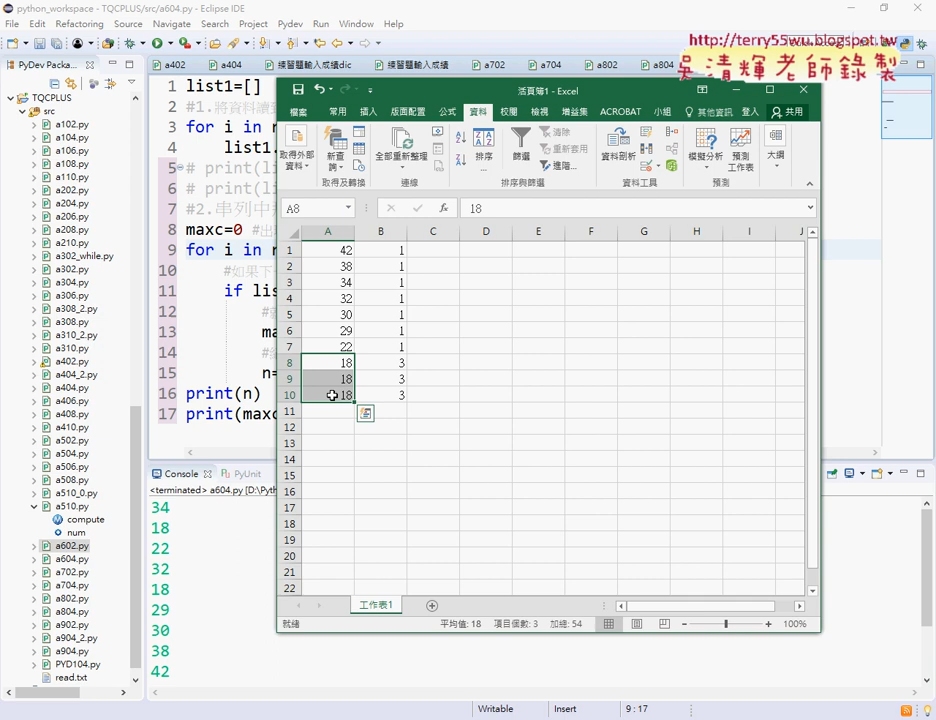 python_workspace - TQCPLUS/src/a604.py - Eclipse IDE
File Edit Refactoring Source Navigate Search Project Pydev Run Window Help
http://terry55wu.blogspot.tw
吳清輝老師錄製
PyDev Package
a402 a404 練習題輸入成績dic 練習題輸入成績 a702 a704 a802 a804
TQCPLUS
src
a102.py
a104.py
a106.py
a108.py
a110.py
a202.py
a204.py
a206.py
a208.py
a210.py
a302_while.py
a302.py
a304.py
a306.py
a308_2.py
a308.py
a310_2.py
a310.py
a402.py
a404_2.py
a404.py
a406.py
a408.py
a410.py
a502.py
a504.py
a506.py
a508.py
a510_0.py
a510.py
compute
num
a602.py
a604.py
a702.py
a704.py
a802.py
a804.py
a902.py
a904_2.py
a904.py
PYD104.py
read.txt
1 list1=[]
2 #1.將資料讀
3 for i in
4 list1.
5 # print(li
6 # print(li
7 #2.串列中
8 maxc=0 #出
9 for i in
10 #如果下
11 if lis
12
13 ma
14
15 n=
16 print(n)
17 print(maxc
活頁簿1 - Excel
檔案 常用 插入 版面配置 公式 資料 校閱 檢視 增益集 ACROBAT 小組 其他資訊 登入 共用
取得外部資料 新查詢 全部重新整理 排序 篩選 清除 重新套用 進階... 資料剖析 模擬分析 預測工作表 大綱
取得及轉換 連線 排序與篩選 資料工具 預測
A8 fx 18
A B C D E F G H I J
1 42 1
2 38 1
3 34 1
4 32 1
5 30 1
6 29 1
7 22 1
8 18 3
9 18 3
10 18 3
11
12
13
14
15
16
17
18
19
20
21
22
工作表1
就緒 平均值: 18 項目個數: 3 加總: 54 100%
Console PyUnit
<terminated> a604.py [D:\Pyth
34
18
22
32
18
29
30
38
42
Writable Insert 9 : 17